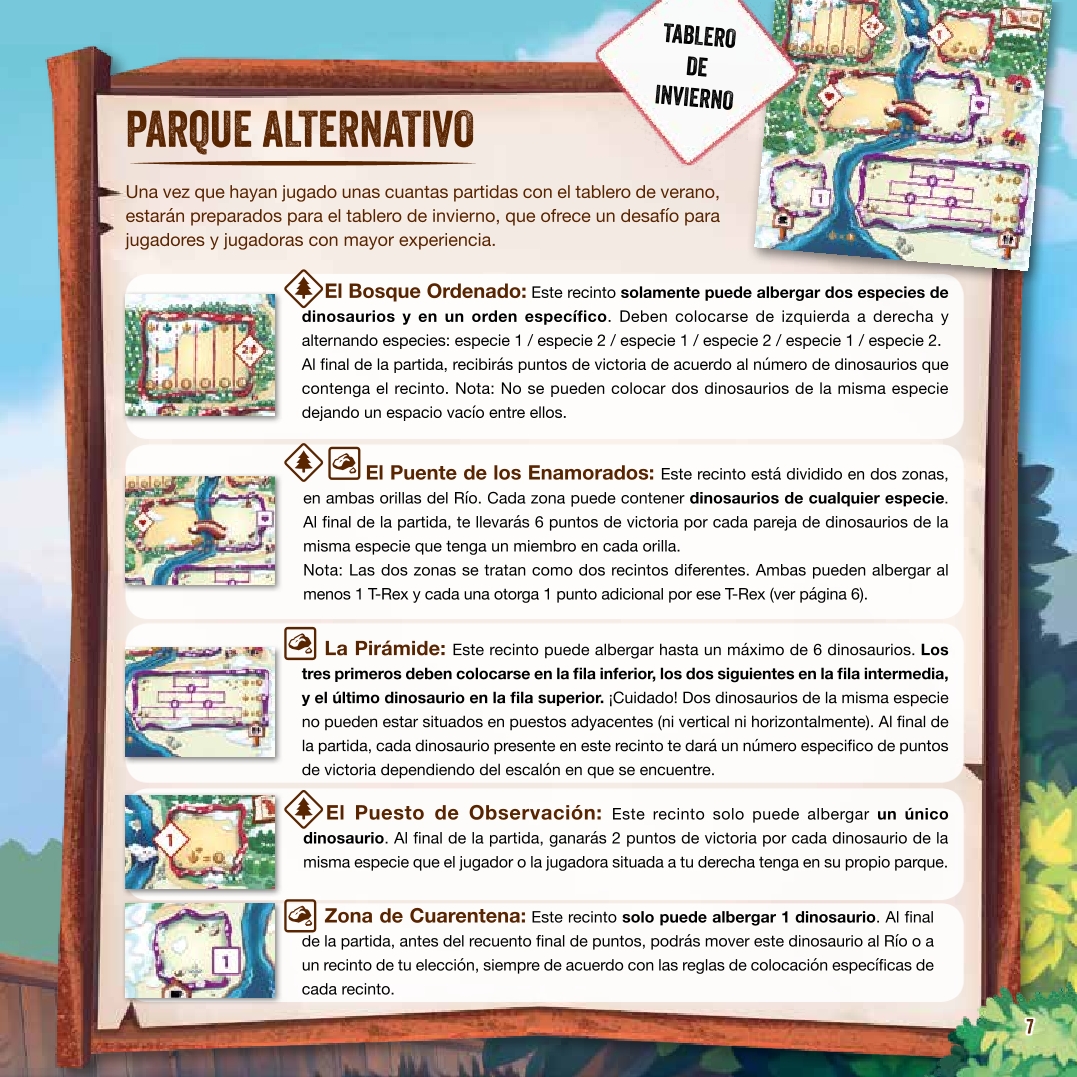 TABLERO
DE
INVIERNO
PARQUE ALTERNATIVO
Una vez que hayan jugado unas cuantas partidas con el tablero de verano,
estarán preparados para el tablero de invierno, que ofrece un desafío para
jugadores y jugadoras con mayor experiencia.
El Bosque Ordenado: Este recinto solamente puede albergar dos especies de
dinosaurios y en un orden específico. Deben colocarse de izquierda a derecha y
alternando especies: especie 1 / especie 2 / especie 1 / especie 2 / especie 1 / especie 2.
Al final de la partida, recibirás puntos de victoria de acuerdo al número de dinosaurios que
contenga el recinto. Nota: No se pueden colocar dos dinosaurios de la misma especie
dejando un espacio vacío entre ellos.
El Puente de los Enamorados: Este recinto está dividido en dos zonas,
en ambas orillas del Río. Cada zona puede contener dinosaurios de cualquier especie.
Al final de la partida, te llevarás 6 puntos de victoria por cada pareja de dinosaurios de la
misma especie que tenga un miembro en cada orilla.
Nota: Las dos zonas se tratan como dos recintos diferentes. Ambas pueden albergar al
menos 1 T-Rex y cada una otorga 1 punto adicional por ese T-Rex (ver página 6).
La Pirámide: Este recinto puede albergar hasta un máximo de 6 dinosaurios. Los
tres primeros deben colocarse en la fila inferior, los dos siguientes en la fila intermedia,
y el último dinosaurio en la fila superior. ¡Cuidado! Dos dinosaurios de la misma especie
no pueden estar situados en puestos adyacentes (ni vertical ni horizontalmente). Al final de
la partida, cada dinosaurio presente en este recinto te dará un número especifico de puntos
de victoria dependiendo del escalón en que se encuentre.
1
El Puesto de Observación: Este recinto solo puede albergar un único
dinosaurio. Al final de la partida, ganarás 2 puntos de victoria por cada dinosaurio de la
misma especie que el jugador o la jugadora situada a tu derecha tenga en su propio parque.
1
Zona de Cuarentena: Este recinto solo puede albergar 1 dinosaurio. Al final
de la partida, antes del recuento final de puntos, podrás mover este dinosaurio al Río o a
un recinto de tu elección, siempre de acuerdo con las reglas de colocación específicas de
cada recinto.
7